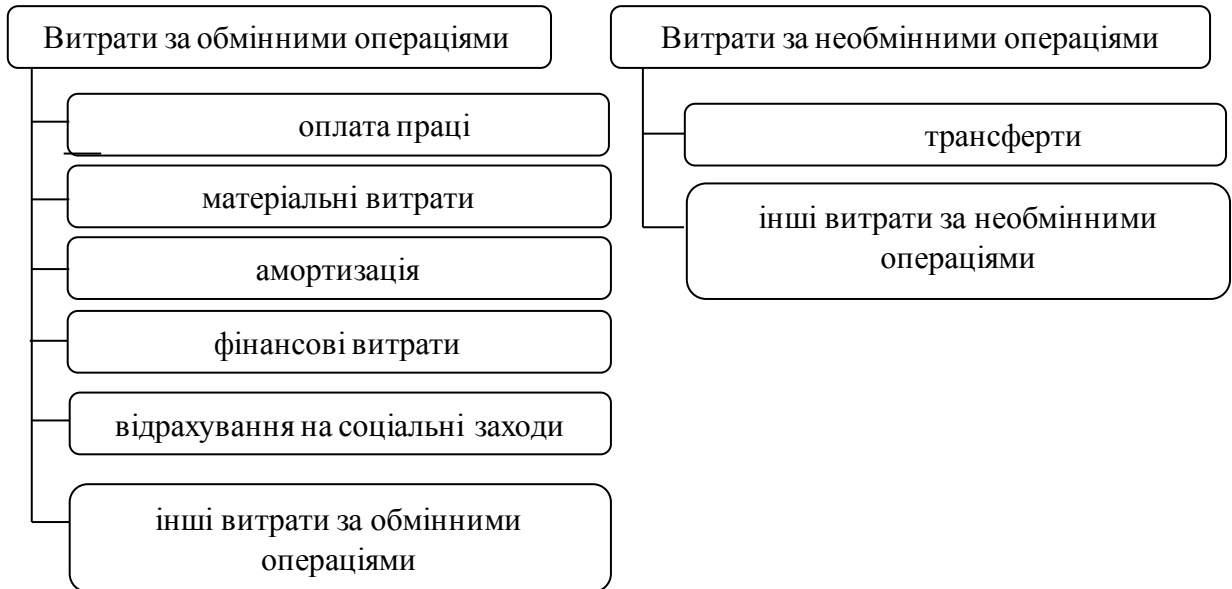 Витрати за обмінними операціями
оплата праці
матеріальні витрати
амортизація
фінансові витрати
відрахування на соціальні заходи
інші витрати за обмінними
операціями
Витрати за необмінними операціями
трансферти
інші витрати за необмінними
операціями